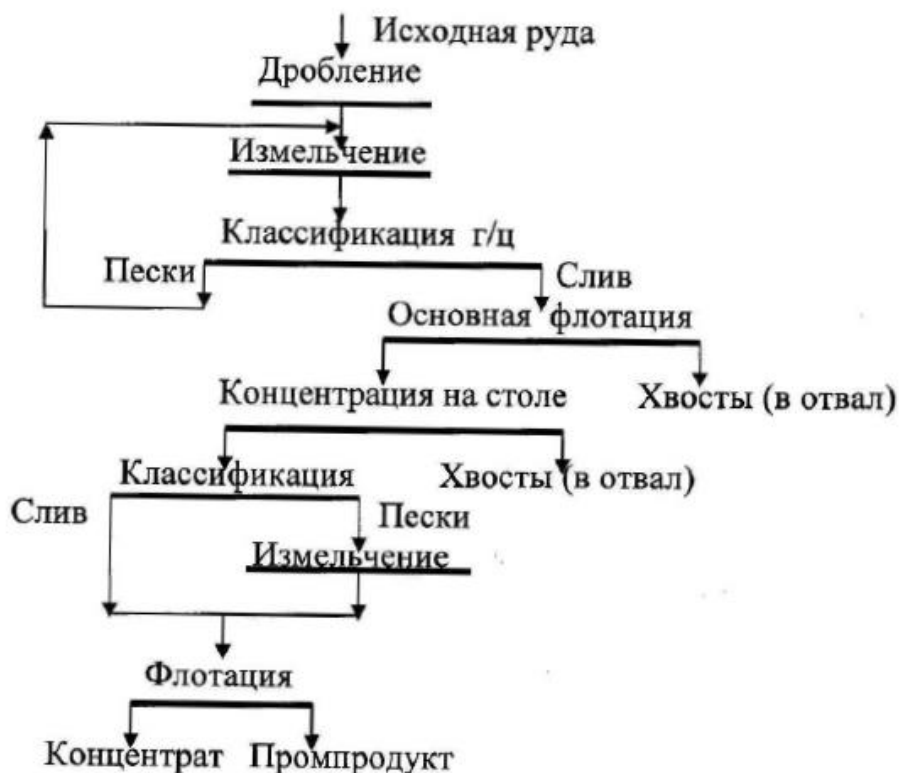 Исходная руда
Дробление
Измельчение
Классификация г/ц
Пески
Слив
Основная флотация
Концентрация на столе
Хвосты (в отвал)
Классификация
Хвосты (в отвал)
Слив
Пески
Измельчение
Флотация
Концентрат Промпродукт